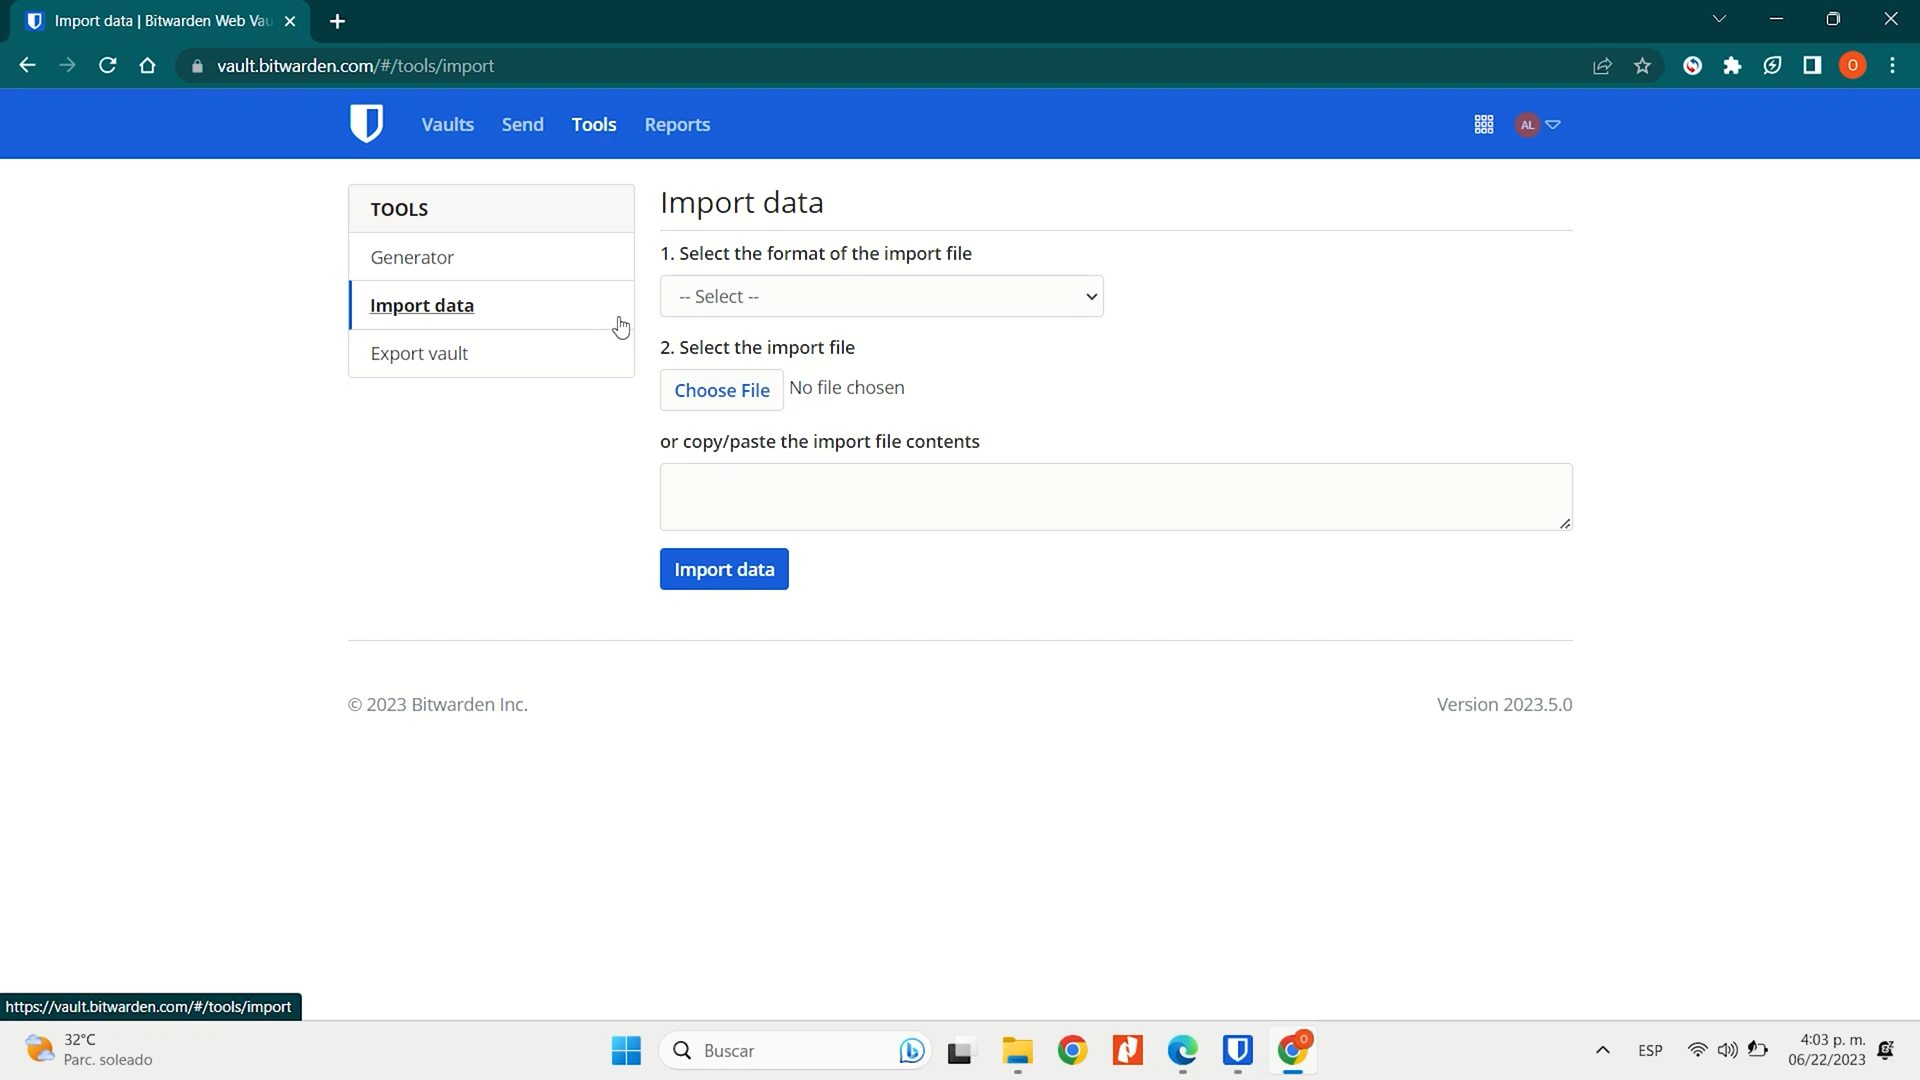 Import data | Bitwarden Web Vau
vault.bitwarden.com/#/tools/import
O
Vaults
Send
Tools
Reports
AL
TOOLS
Generator
Import data
Export vault
Import data
1. Select the format of the import file
-- Select --
2. Select the import file
Choose File
No file chosen
or copy/paste the import file contents
Import data
© 2023 Bitwarden Inc.
Version 2023.5.0
https://vault.bitwarden.com/#/tools/import
32°C
Parc. soleado
Buscar
ESP
4:03 p. m.
06/22/2023